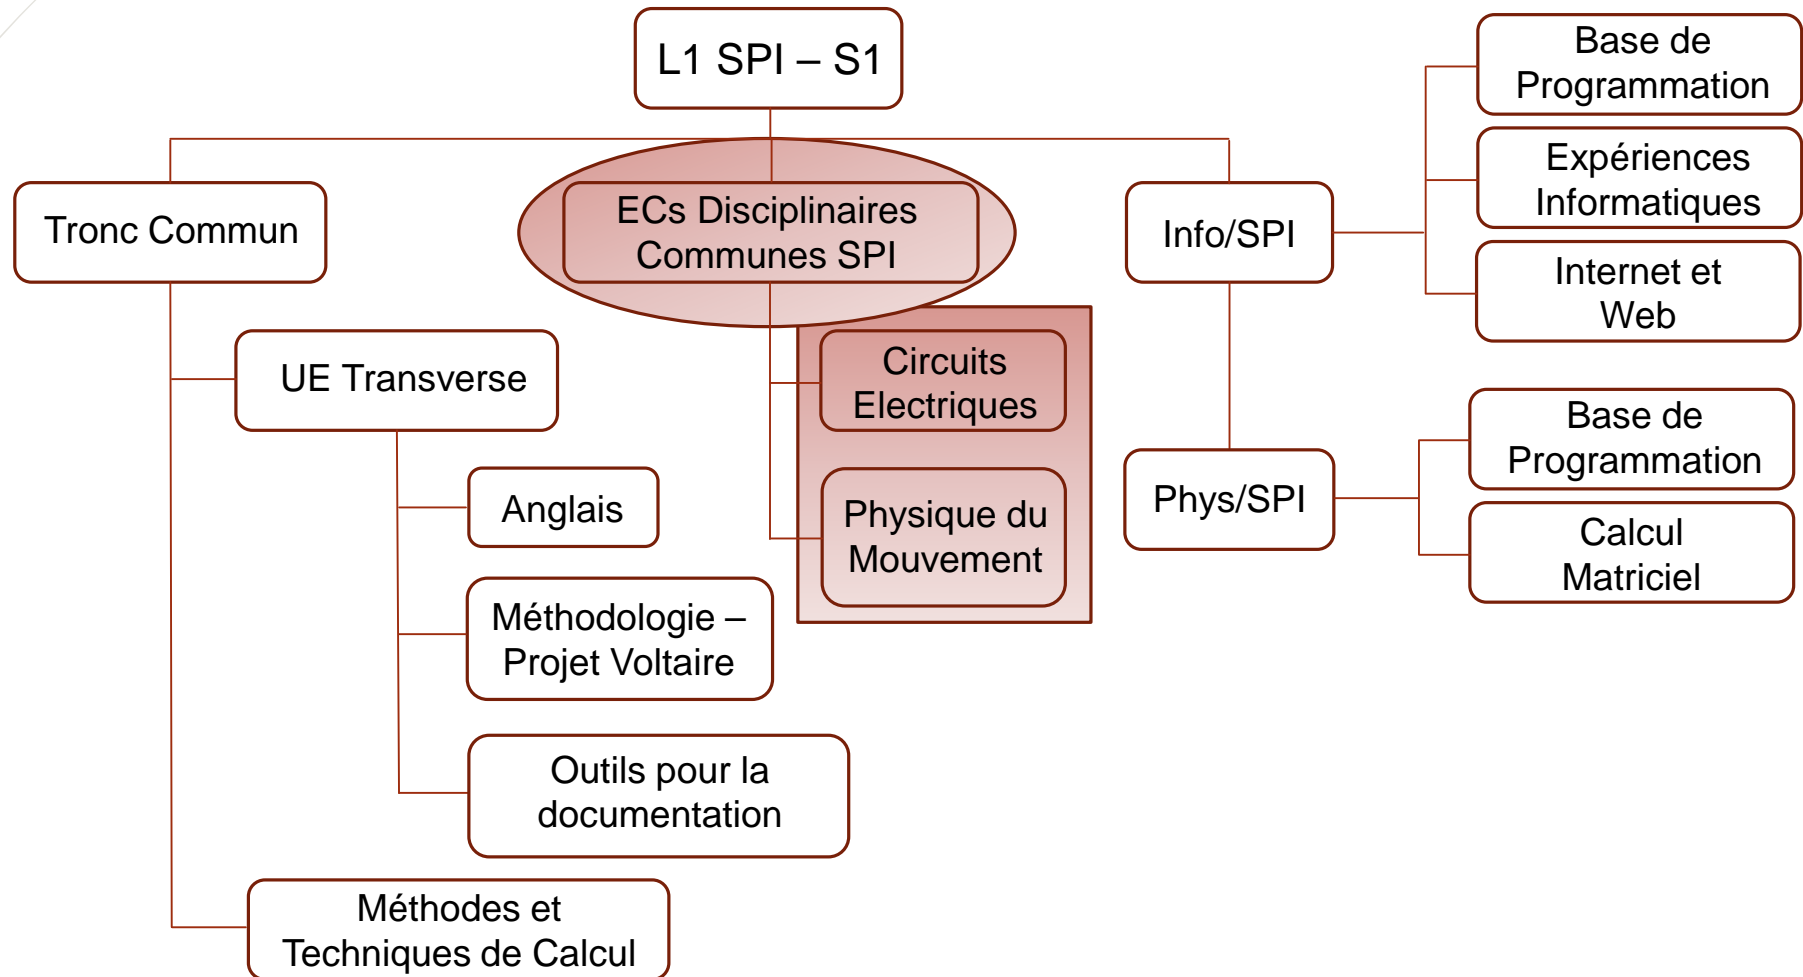 L1 SPI – S1
Tronc Commun
UE Transverse
Anglais
Méthodologie –
Projet Voltaire
Outils pour la
documentation
Méthodes et
Techniques de Calcul
ECs Disciplinaires
Communes SPI
Circuits
Electriques
Physique du
Mouvement
Info/SPI
Base de
Programmation
Expériences
Informatiques
Internet et
Web
Phys/SPI
Base de
Programmation
Calcul
Matriciel